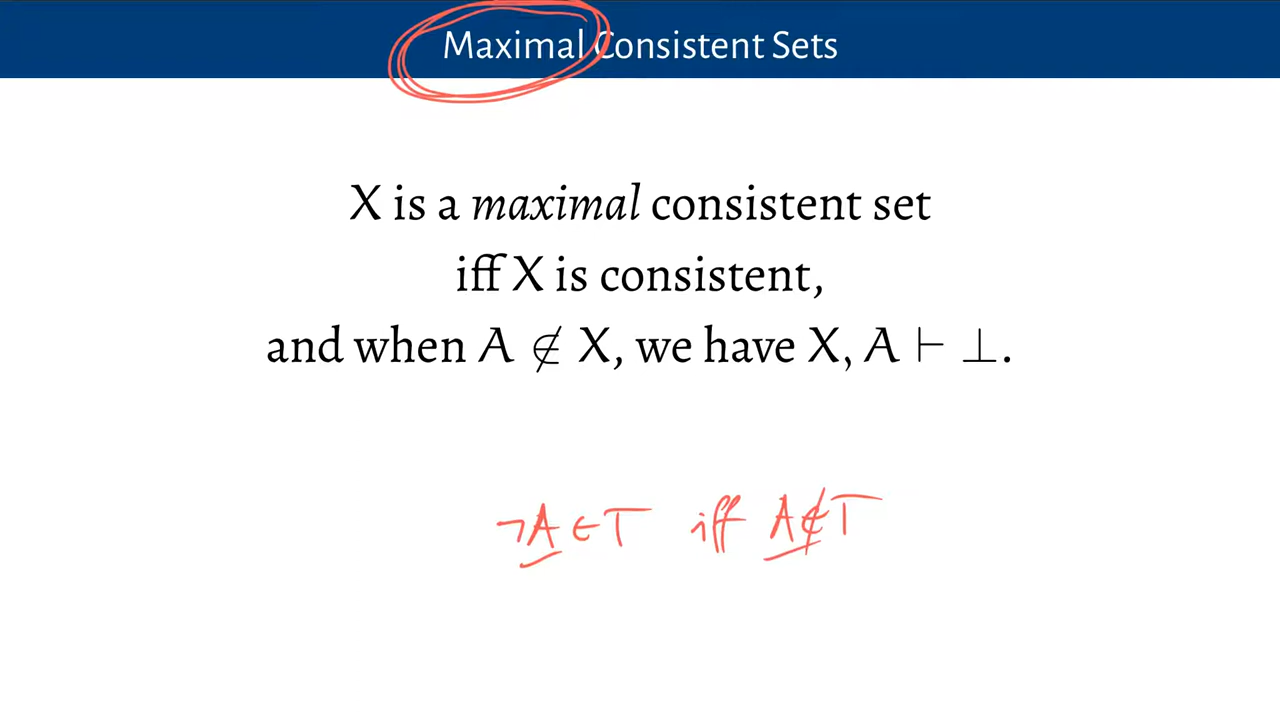 Maximal Consistent Sets
X is a maximal consistent set
iff X is consistent,
and when A ∉ X, we have X, A ⊢ ⊥.
¬A ∈ T iff A ∉ T